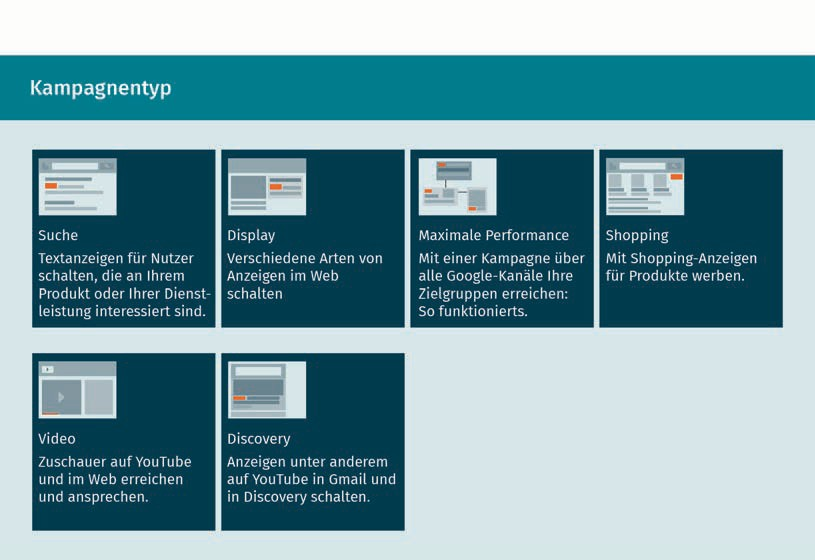 Kampagnentyp
Suche
Textanzeigen für Nutzer
schalten, die an Ihrem
Produkt oder Ihrer Dienst-
leistung interessiert sind.
Display
Verschiedene Arten von
Anzeigen im Web
schalten
Maximale Performance
Mit einer Kampagne über
alle Google-Kanäle Ihre
Zielgruppen erreichen:
So funktionierts.
Shopping
Mit Shopping-Anzeigen
für Produkte werben.
Video
Zuschauer auf YouTube
und im Web erreichen
und ansprechen.
Discovery
Anzeigen unter anderem
auf YouTube in Gmail und
in Discovery schalten.